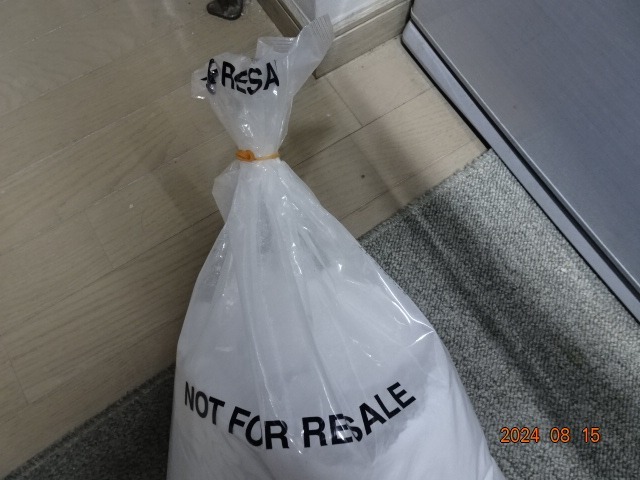 RESA
NOT FOR RESALE
2024 08 15